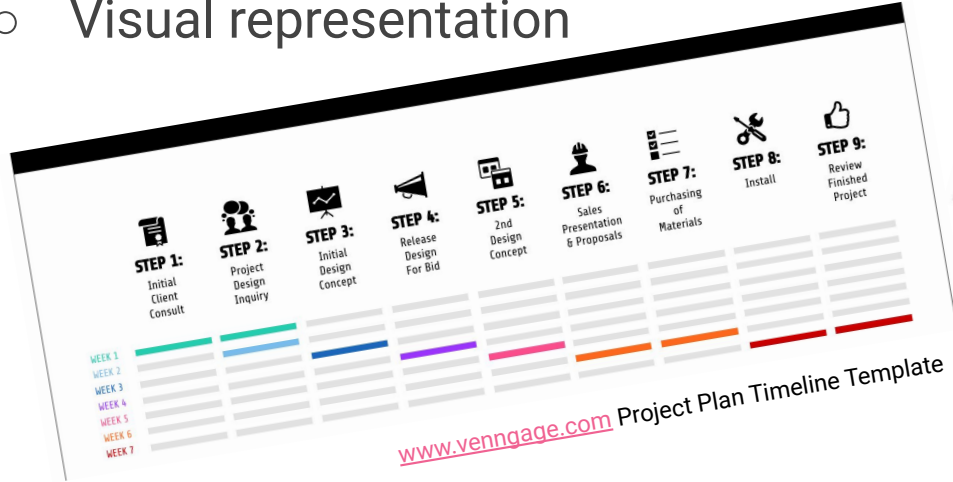 Visual representation
STEP 1:
Initial
Client
Consult
STEP 2:
Project
Design
Inquiry
STEP 3:
Initial
Design
Concept
STEP 4:
Release
Design
For Bid
STEP 5:
2nd
Design
Concept
STEP 6:
Sales
Presentation
& Proposals
STEP 7:
Purchasing
of
Materials
STEP 8:
Install
STEP 9:
Review
Finished
Project
WEEK 1
WEEK 2
WEEK 3
WEEK 4
WEEK 5
WEEK 6
WEEK 7
www.venngage.com Project Plan Timeline Template